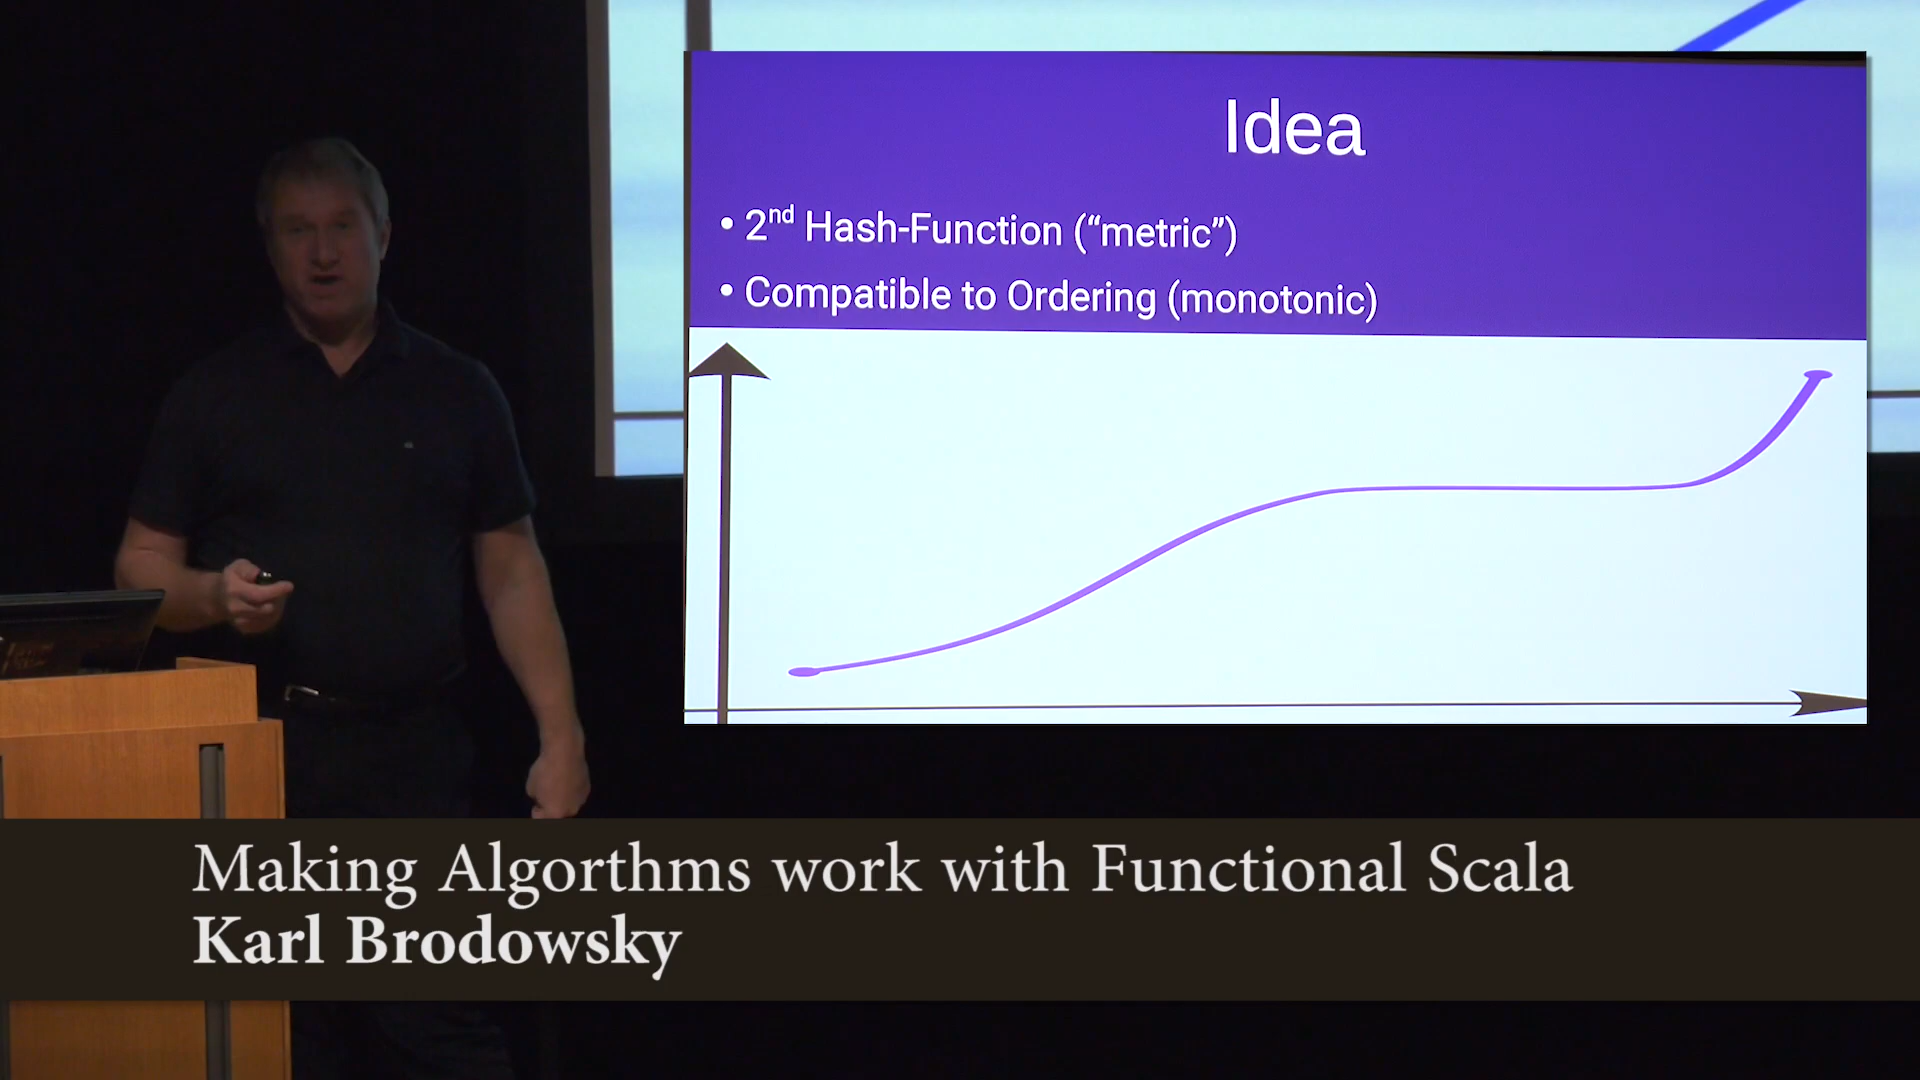 Idea
• 2nd Hash-Function (“metric”)
• Compatible to Ordering (monotonic)
Making Algorthms work with Functional Scala
Karl Brodowsky